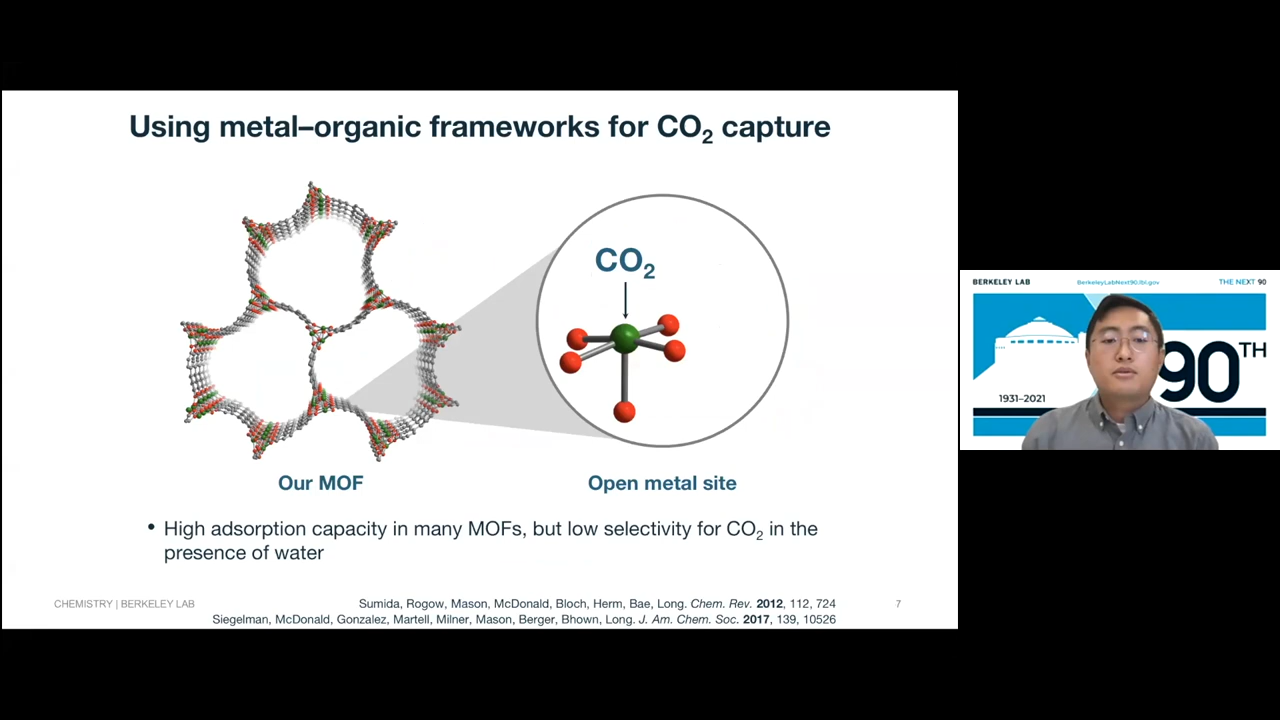 Using metal–organic frameworks for CO₂ capture
CO₂
Our MOF
Open metal site
• High adsorption capacity in many MOFs, but low selectivity for CO₂ in the
presence of water
CHEMISTRY | BERKELEY LAB
Sumida, Rogow, Mason, McDonald, Bloch, Herm, Bae, Long. Chem. Rev. 2012, 112, 724
Siegelman, McDonald, Gonzalez, Martell, Milner, Mason, Berger, Bhown, Long. J. Am. Chem. Soc. 2017, 139, 10526
7
BERKELEY LAB
BerkeleyLabNext90.lbl.gov
THE NEXT 90
90TH
1931–2021